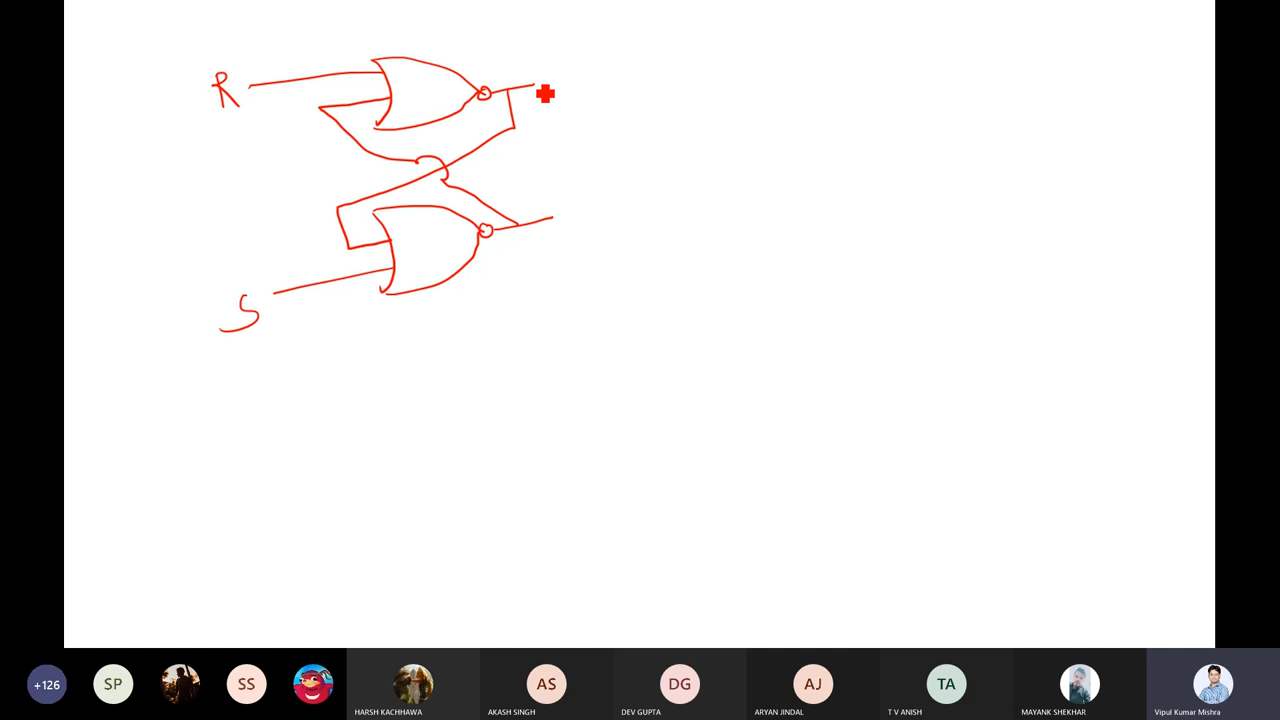 R
S
+126
SP
SS
HARSH KACHHAWA
AS
AKASH SINGH
DG
DEV GUPTA
AJ
ARYAN JINDAL
TA
T V ANISH
MAYANK SHEKHAR
Vipul Kumar Mishra